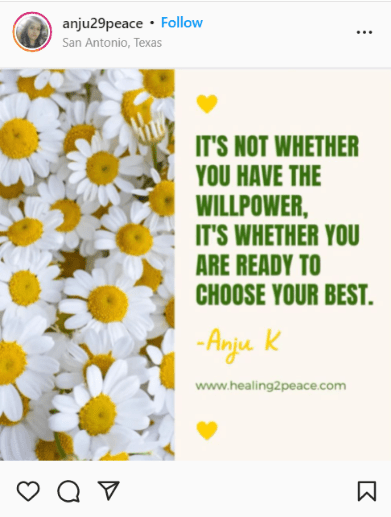 anju29peace • Follow
San Antonio, Texas
IT'S NOT WHETHER
YOU HAVE THE
WILLPOWER,
IT'S WHETHER YOU
ARE READY TO
CHOOSE YOUR BEST.
-Anju K
www.healing2peace.com